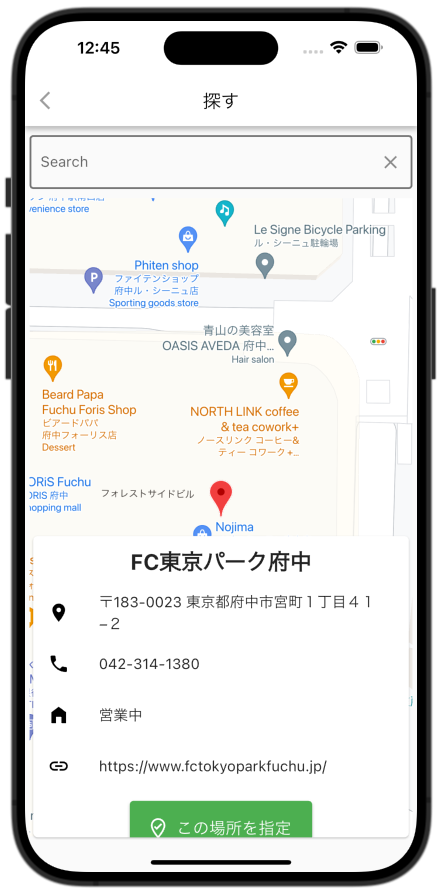 12:45
探す
Search
venience store
Le Signe Bicycle Parking
ル・シーニュ駐輪場
Phiten shop
ファイテンショップ
府中ル・シーニュ店
Sporting goods store
P
青山の美容室
OASIS AVEDA 府中...
Hair salon
Beard Papa
Fuchu Foris Shop
ビアードパパ
府中フォーリス店
Dessert
NORTH LINK coffee
& tea cowork+
ノースリンク コーヒー&
ティー コワーク +...
ORiS Fuchu
ORIS 府中
hopping mall
フォレストサイドビル
Nojima
FC東京パーク府中
〒183-0023 東京都府中市宮町１丁目４１
−２
042-314-1380
営業中
https://www.fctokyoparkfuchu.jp/
この場所を指定